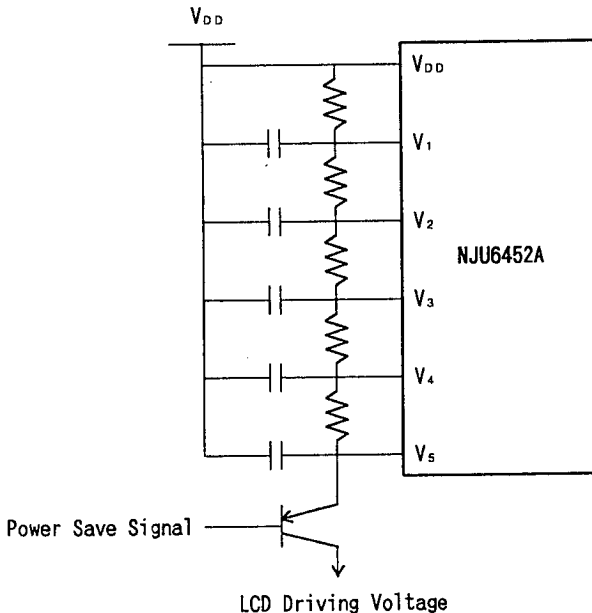 VDD
VDD
V1
V2
NJU6452A
V3
V4
V5
Power Save Signal
LCD Driving Voltage